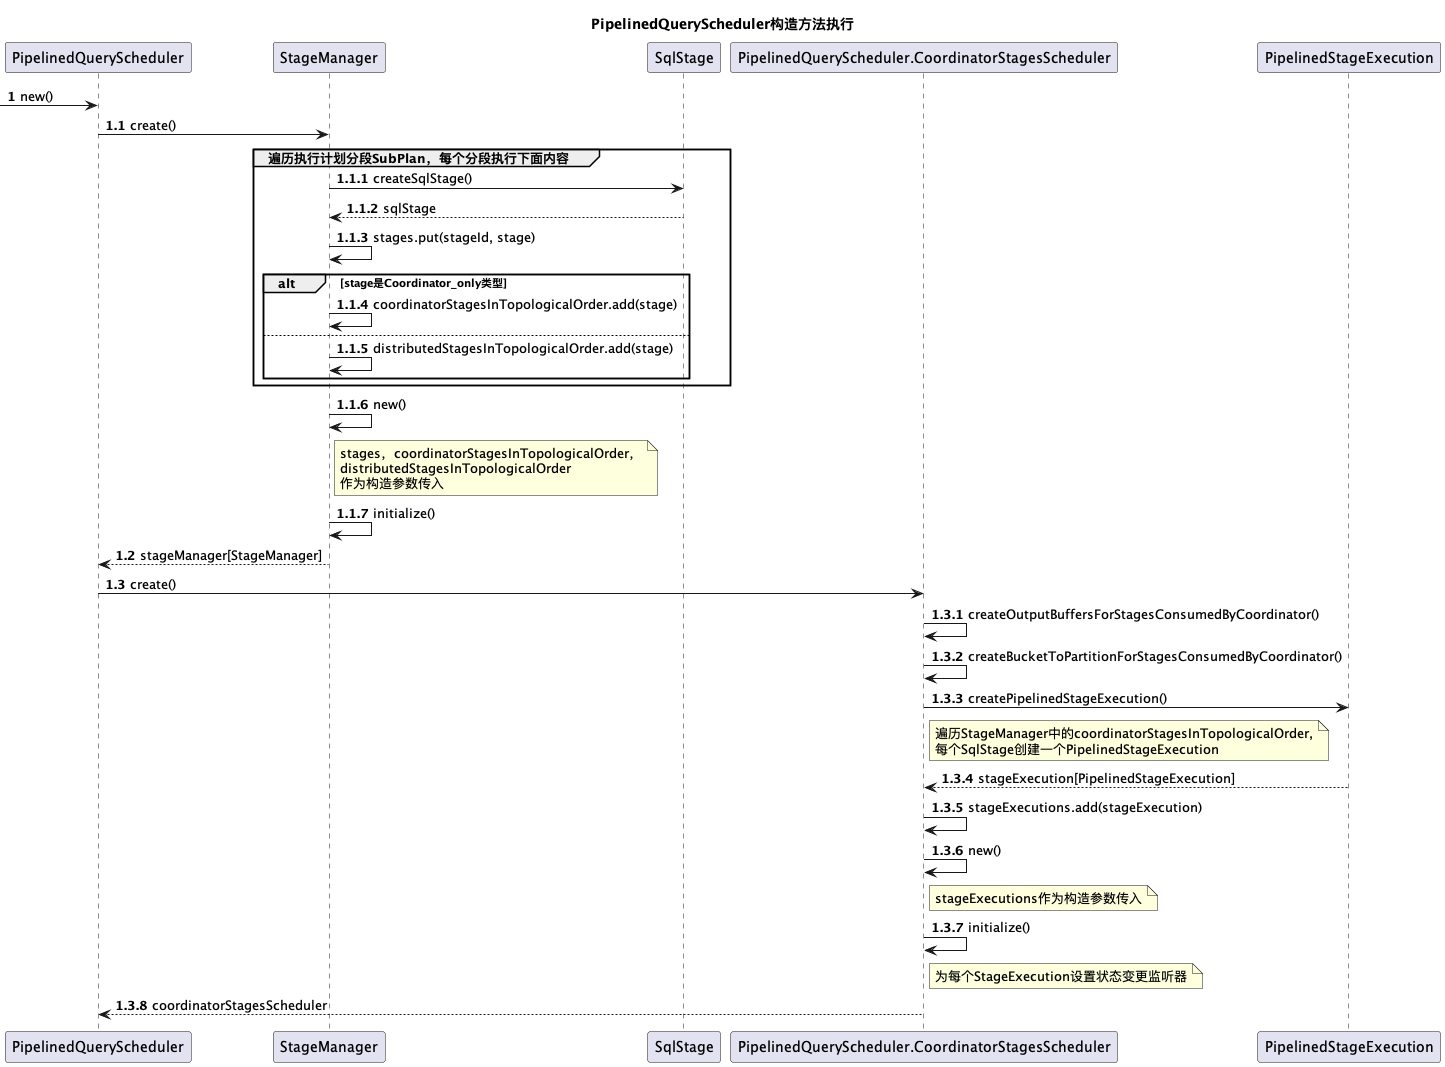 PipelinedQueryScheduler构造方法执行
PipelinedQueryScheduler
StageManager
SqlStage
PipelinedQueryScheduler.CoordinatorStagesScheduler
PipelinedStageExecution
1 new()
1.1 create()
遍历执行计划分段SubPlan，每个分段执行下面内容
1.1.1 createSqlStage()
1.1.2 sqlStage
1.1.3 stages.put(stageId, stage)
alt [stage是Coordinator_only类型]
1.1.4 coordinatorStagesInTopologicalOrder.add(stage)
1.1.5 distributedStagesInTopologicalOrder.add(stage)
1.1.6 new()
stages，coordinatorStagesInTopologicalOrder,
distributedStagesInTopologicalOrder
作为构造参数传入
1.1.7 initialize()
1.2 stageManager[StageManager]
1.3 create()
1.3.1 createOutputBuffersForStagesConsumedByCoordinator()
1.3.2 createBucketToPartitionForStagesConsumedByCoordinator()
1.3.3 createPipelinedStageExecution()
遍历StageManager中的coordinatorStagesInTopologicalOrder,
每个SqlStage创建一个PipelinedStageExecution
1.3.4 stageExecution[PipelinedStageExecution]
1.3.5 stageExecutions.add(stageExecution)
1.3.6 new()
stageExecutions作为构造参数传入
1.3.7 initialize()
为每个StageExecution设置状态变更监听器
1.3.8 coordinatorStagesScheduler
PipelinedQueryScheduler
StageManager
SqlStage
PipelinedQueryScheduler.CoordinatorStagesScheduler
PipelinedStageExecution